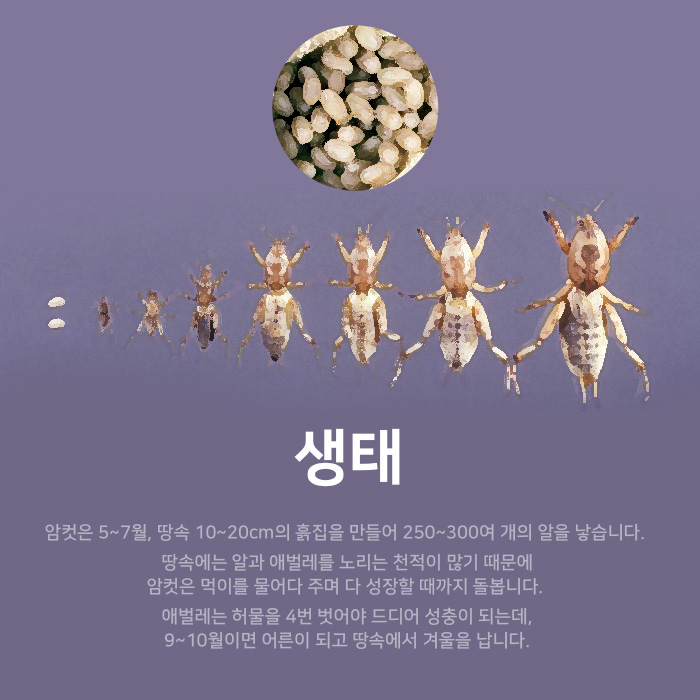 생태
암컷은 5~7월, 땅속 10~20cm의 흙집을 만들어 250~300여 개의 알을 낳습니다.
땅속에는 알과 애벌레를 노리는 천적이 많기 때문에
암컷은 먹이를 물어다 주며 다 성장할 때까지 돌봅니다.
애벌레는 허물을 4번 벗어야 드디어 성충이 되는데,
9~10월이면 어른이 되고 땅속에서 겨울을 납니다.